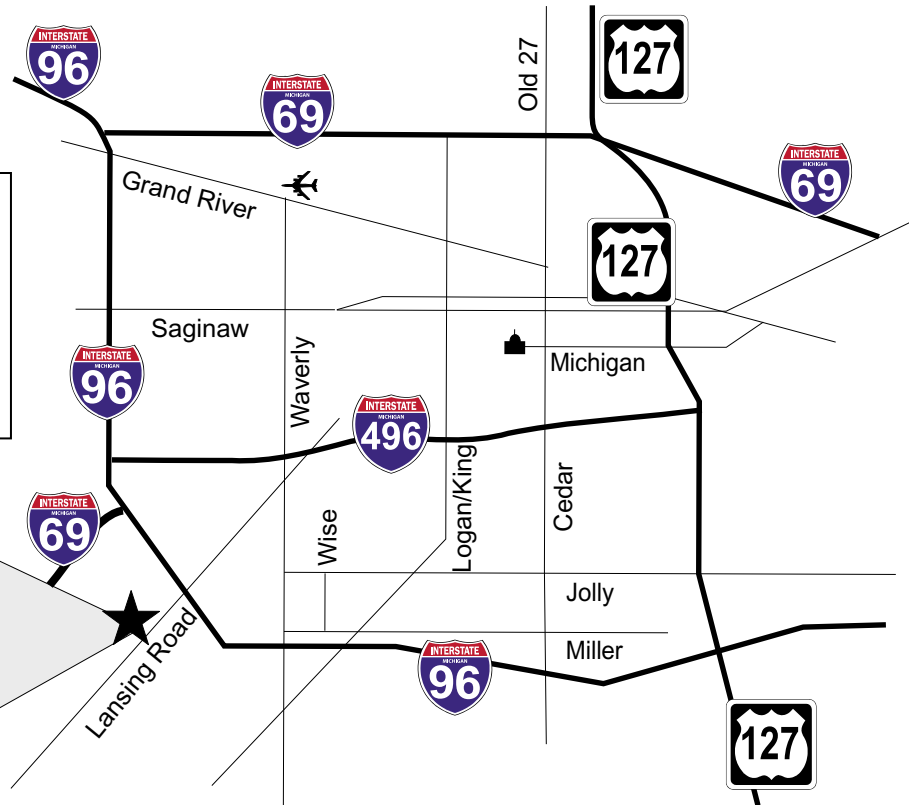 INTERSTATE
MICHIGAN
96
INTERSTATE
MICHIGAN
69
Old 27
127
INTERSTATE
MICHIGAN
69
Grand River
127
Saginaw
Michigan
INTERSTATE
MICHIGAN
96
Waverly
INTERSTATE
MICHIGAN
496
Logan/King
Cedar
INTERSTATE
MICHIGAN
69
Wise
Jolly
Lansing Road
Miller
INTERSTATE
MICHIGAN
96
127